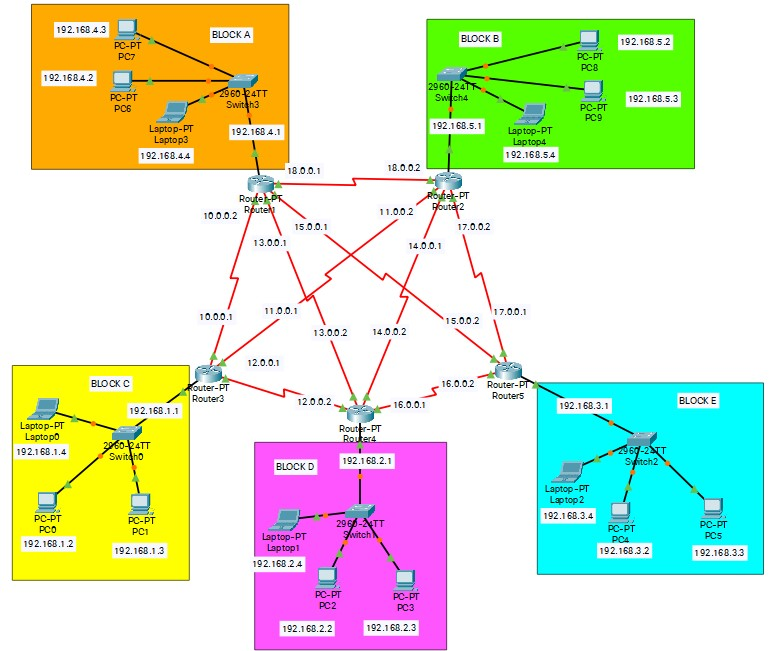 BLOCK A
192.168.4.3
PC-PT
PC7
192.168.4.2
PC-PT
PC6
2960-24TT
Switch3
Laptop-PT
Laptop3
192.168.4.4
192.168.4.1
BLOCK B
192.168.5.2
PC-PT
PC8
2960-24TT
Switch4
192.168.5.3
PC-PT
PC9
192.168.5.1
Laptop-PT
Laptop4
192.168.5.4
18.0.0.1
18.0.0.2
Router-PT
Router1
Router-PT
Router2
10.0.0.2
15.0.0.1
11.0.0.2
17.0.0.2
13.0.0.1
14.0.0.1
10.0.0.1
11.0.0.1
13.0.0.2
14.0.0.2
15.0.0.2
17.0.0.1
12.0.0.1
12.0.0.2
16.0.0.2
16.0.0.1
Router-PT
Router3
Router-PT
Router4
Router-PT
Router5
BLOCK C
192.168.1.1
Laptop-PT
Laptop0
192.168.1.4
2960-24TT
Switch0
PC-PT
PC0
192.168.1.2
PC-PT
PC1
192.168.1.3
BLOCK D
192.168.2.1
2960-24TT
Switch1
Laptop-PT
Laptop1
192.168.2.4
PC-PT
PC2
192.168.2.2
PC-PT
PC3
192.168.2.3
BLOCK E
192.168.3.1
2960-24TT
Switch2
Laptop-PT
Laptop2
192.168.3.4
PC-PT
PC4
192.168.3.2
PC-PT
PC5
192.168.3.3